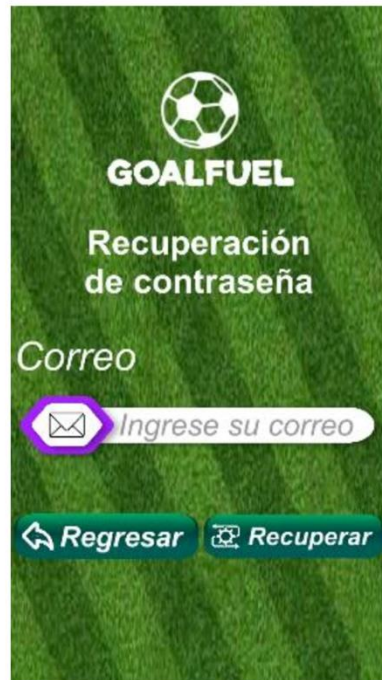 GOALFUEL
Recuperación
de contraseña
Correo
Ingrese su correo
Regresar
Recuperar